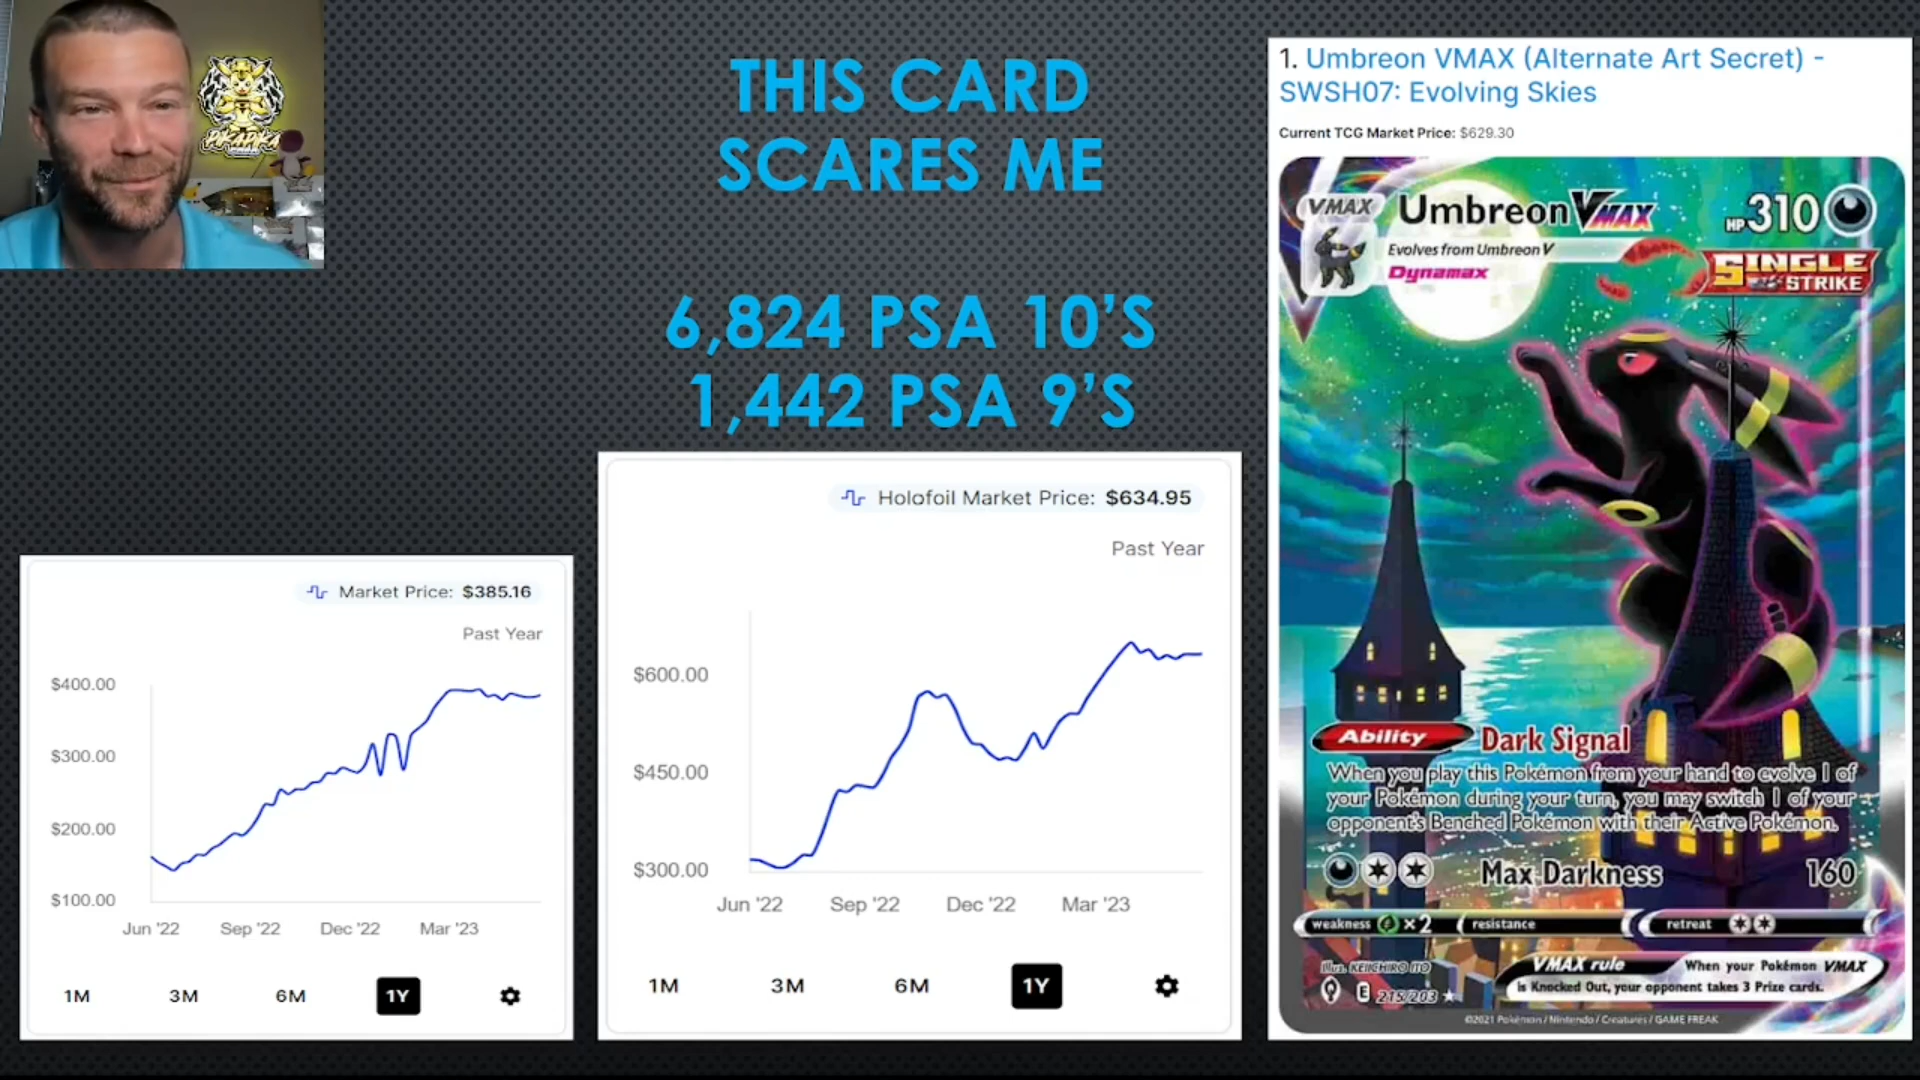 PIKAPIKA
THIS CARD
SCARES ME
6,824 PSA 10'S
1,442 PSA 9'S
Market Price: $385.16
Past Year
$400.00
$300.00
$200.00
$100.00
Jun '22 Sep '22 Dec '22 Mar '23
1M 3M 6M 1Y
Holofoil Market Price: $634.95
Past Year
$600.00
$450.00
$300.00
Jun '22 Sep '22 Dec '22 Mar '23
1M 3M 6M 1Y
1. Umbreon VMAX (Alternate Art Secret) -
SWSH07: Evolving Skies
Current TCG Market Price: $629.30
VMAX Umbreon VMAX HP 310
Evolves from Umbreon V
Dynamax
SINGLE
STRIKE
Ability Dark Signal
When you play this Pokémon from your hand to evolve 1 of
your Pokémon during your turn, you may switch 1 of your
opponent's Benched Pokémon with their Active Pokémon.
Max Darkness 160
weakness ×2 resistance retreat
Illus. KEIICHIRO ITO
E 215/203 ★
VMAX rule When your Pokémon VMAX
is Knocked Out, your opponent takes 3 Prize cards.
©2021 Pokémon / Nintendo / Creatures / GAME FREAK